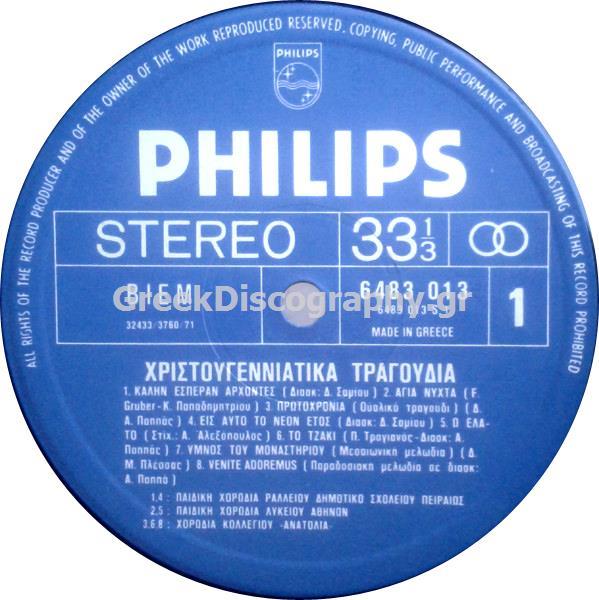 ALL RIGHTS OF THE RECORD PRODUCER AND OF THE OWNER OF THE WORK REPRODUCED RESERVED. COPYING, PUBLIC PERFORMANCE AND BROADCASTING OF THIS RECORD PROHIBITED
PHILIPS
PHILIPS
STEREO 33 1/3
BIEM 6483 013 1
32433/3760/71
MADE IN GREECE
GreekDiscography.gr
ΧΡΙΣΤΟΥΓΕΝΝΙΑΤΙΚΑ ΤΡΑΓΟΥΔΙΑ
1. ΚΑΛΗΝ ΕΣΠΕΡΑΝ ΑΡΧΟΝΤΕΣ (Διασκ: Δ. Σαμίου) 2. ΑΓΙΑ ΝΥΧΤΑ (F.
Gruber-Κ. Παπαδημητρίου) 3. ΠΡΩΤΟΧΡΟΝΙΑ (Ουαλικό τραγούδι) (Δ.
Α. Παππάς) 4. ΕΙΣ ΑΥΤΟ ΤΟ ΝΕΟΝ ΕΤΟΣ (Διασκ: Δ. Σαμίου) 5. Ω ΕΛΑ-
ΤΟ (Στιχ.: Α. Αλεξόπουλος) 6. ΤΟ ΤΖΑΚΙ (Π. Τραγιανός-Διασκ: Α.
Παππάς) 7. ΥΜΝΟΣ ΤΟΥ ΜΟΝΑΣΤΗΡΙΟΥ (Μεσαιωνική μελωδία) (Δ.
Μ. Πλέσσας) 8. VENITE ADOREMUS (Παραδοσιακή μελωδία σε διασκ:
Α. Παππά)
1,4: ΠΑΙΔΙΚΗ ΧΟΡΩΔΙΑ ΡΑΛΛΕΙΟΥ ΔΗΜΟΤΙΚΟ ΣΧΟΛΕΙΟΥ ΠΕΙΡΑΙΩΣ
2,5: ΠΑΙΔΙΚΗ ΧΟΡΩΔΙΑ ΛΥΚΕΙΟΥ ΑΘΗΝΩΝ
3,6,8: ΧΟΡΩΔΙΑ ΚΟΛΛΕΓΙΟΥ «ΑΝΑΤΟΛΙΑ»